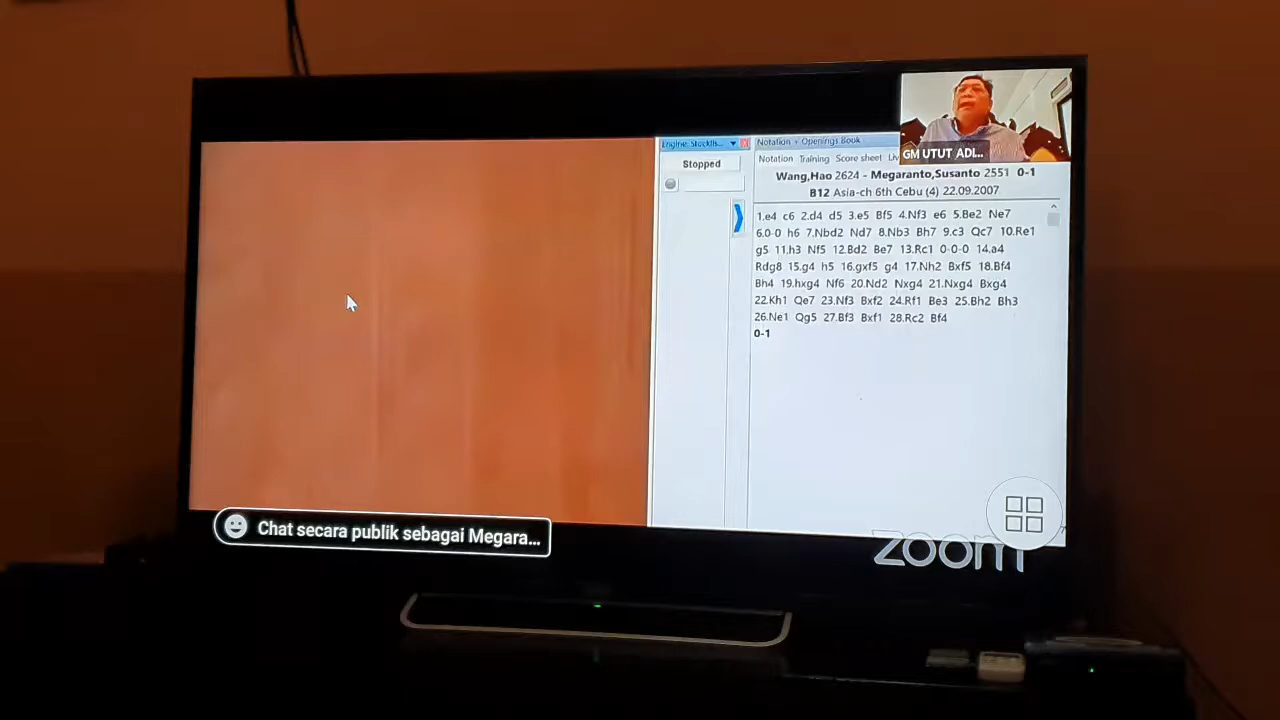 GM UTUT ADI...
Engine: Stockfis...
Stopped
Notation + Openings Book
Notation Training Score sheet
Wang,Hao 2624 - Megaranto,Susanto 2551 0-1
B12 Asia-ch 6th Cebu (4) 22.09.2007
1.e4 c6 2.d4 d5 3.e5 Bf5 4.Nf3 e6 5.Be2 Ne7
6.0-0 h6 7.Nbd2 Nd7 8.Nb3 Bh7 9.c3 Qc7 10.Re1
g5 11.h3 Nf5 12.Bd2 Be7 13.Rc1 0-0-0 14.a4
Rdg8 15.g4 h5 16.gxf5 g4 17.Nh2 Bxf5 18.Bf4
Bh4 19.hxg4 Nf6 20.Nd2 Nxg4 21.Nxg4 Bxg4
22.Kh1 Qe7 23.Nf3 Bxf2 24.Rf1 Be3 25.Bh2 Bh3
26.Ne1 Qg5 27.Bf3 Bxf1 28.Rc2 Bf4
0-1
Chat secara publik sebagai Megara...
zoom